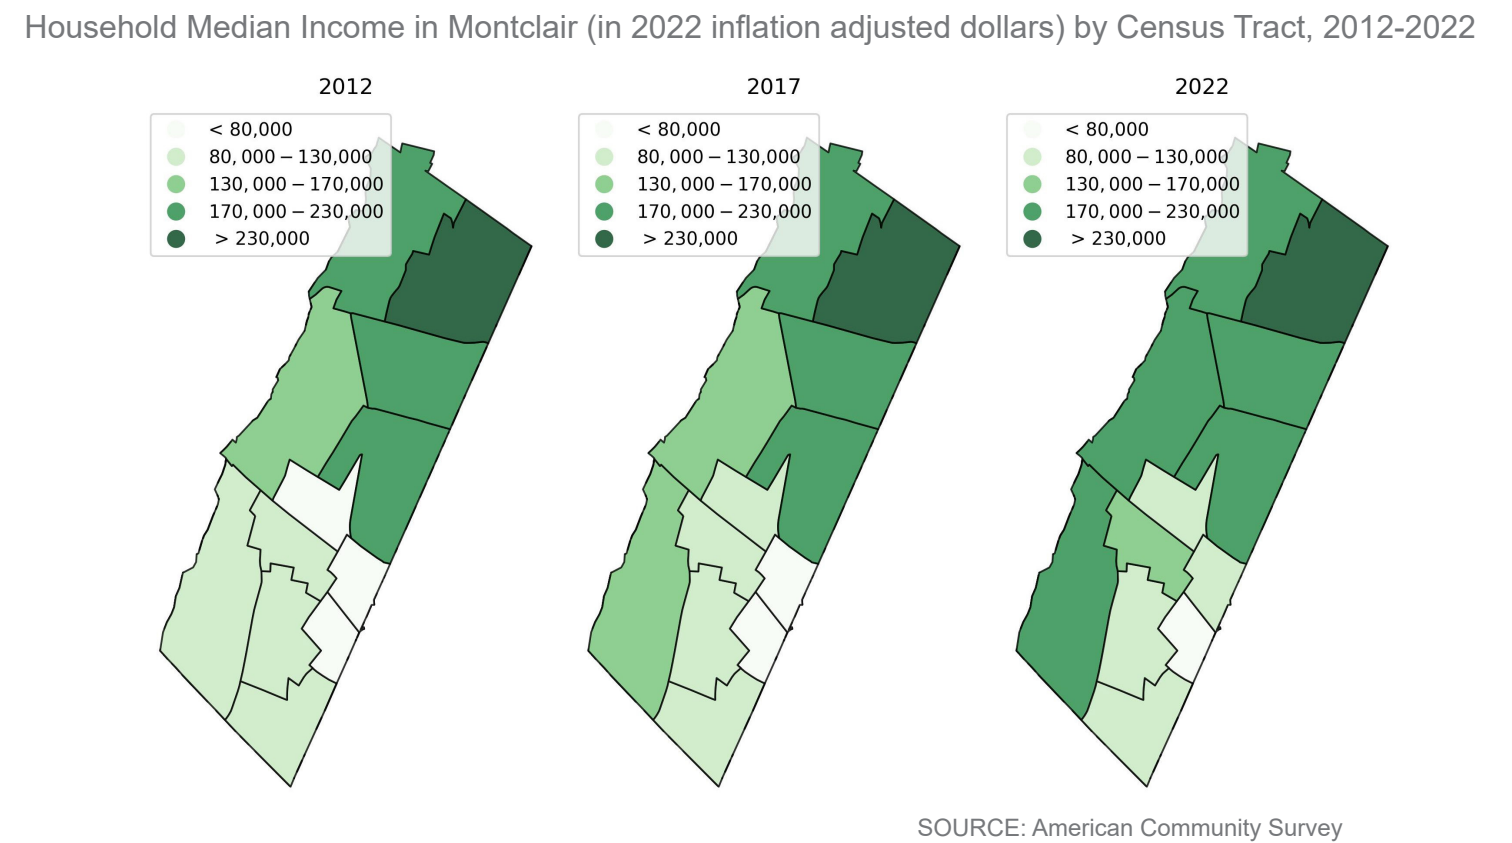 Household Median Income in Montclair (in 2022 inflation adjusted dollars) by Census Tract, 2012-2022
2012
< 80,000
80, 000 − 130,000
130, 000 − 170,000
170, 000 − 230,000
> 230,000
2017
< 80,000
80, 000 − 130,000
130, 000 − 170,000
170, 000 − 230,000
> 230,000
2022
< 80,000
80, 000 − 130,000
130, 000 − 170,000
170, 000 − 230,000
> 230,000
SOURCE: American Community Survey